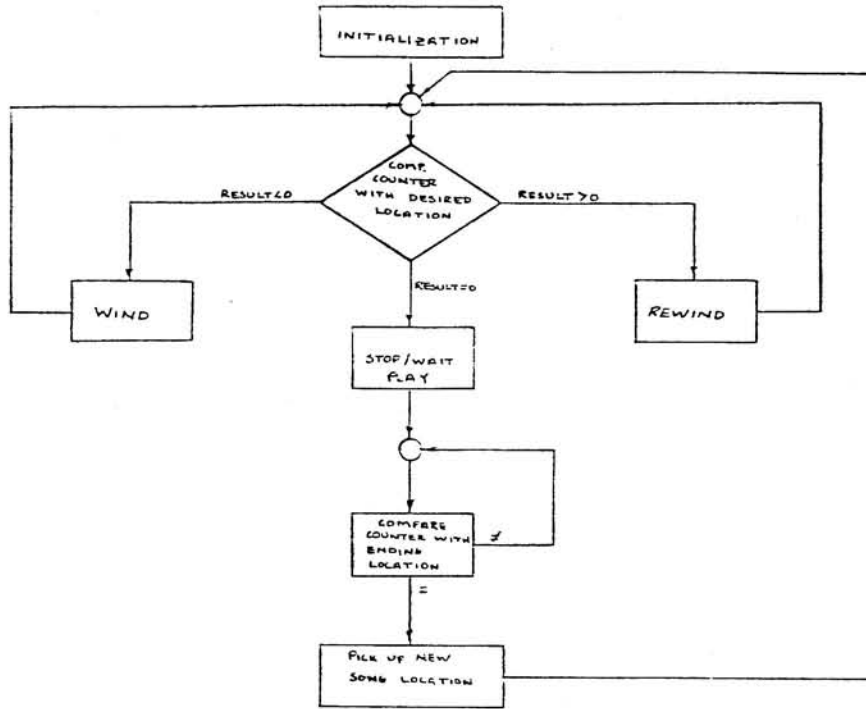 INITIALIZATION
COMP.
COUNTER
WITH DESIRED
LOCATION
RESULT<0
RESULT>0
WIND
REWIND
RESULT=0
STOP/WAIT
PLAY
COMPARE
COUNTER WITH
ENDING
LOCATION
≠
=
PICK UP NEW
SONG LOCATION